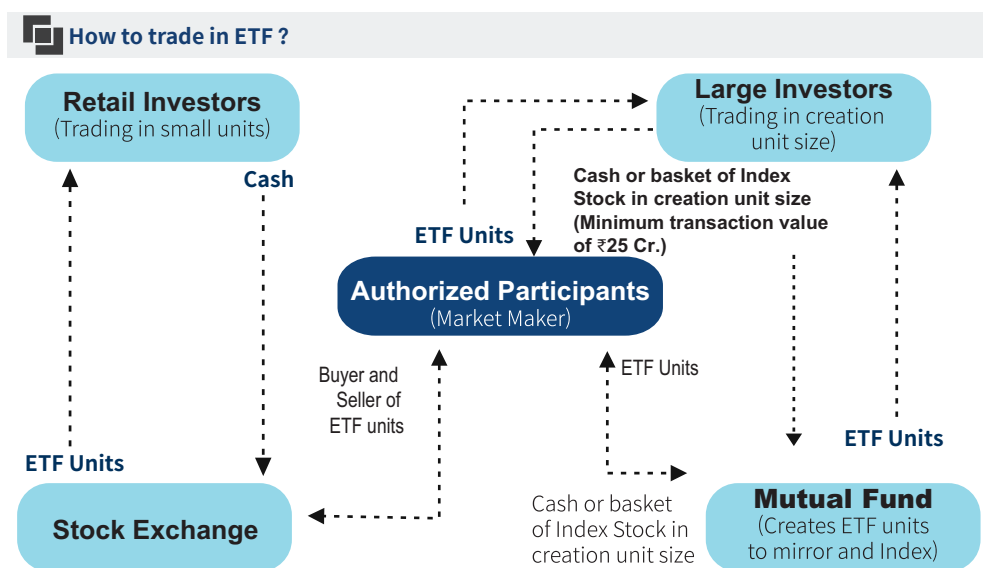 How to trade in ETF ?
Retail Investors
(Trading in small units)
Large Investors
(Trading in creation
unit size)
Cash
Cash or basket of Index
Stock in creation unit size
(Minimum transaction value
of ₹25 Cr.)
ETF Units
Authorized Participants
(Market Maker)
Buyer and
Seller of
ETF units
ETF Units
ETF Units
ETF Units
Stock Exchange
Cash or basket
of Index Stock in
creation unit size
Mutual Fund
(Creates ETF units
to mirror and Index)